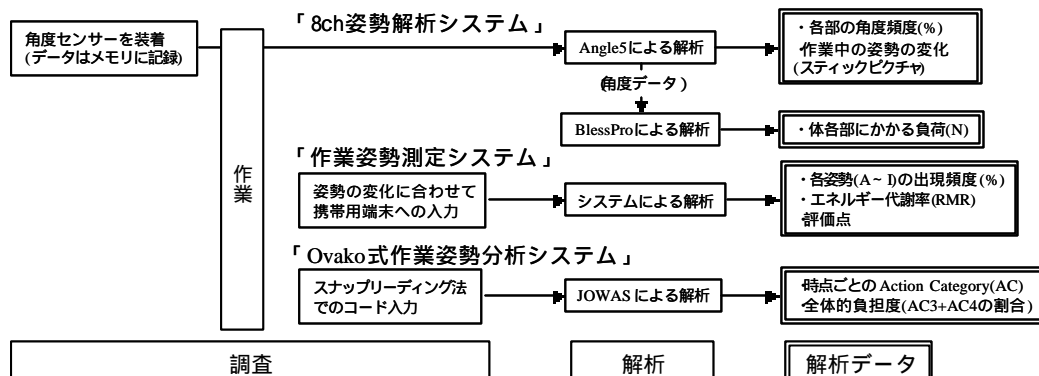 「8ch姿勢解析システム」
角度センサーを装着
(データはメモリに記録)
作業
Angle5による解析
・各部の角度頻度(%)
・作業中の姿勢の変化
(スティックピクチャ)
(角度データ)
BlessProによる解析
・体各部にかかる負荷(N)
「作業姿勢測定システム」
姿勢の変化に合わせて
携帯用端末への入力
システムによる解析
・各姿勢(A~I)の出現頻度(%)
・エネルギー代謝率(RMR)
・評価点
「Ovako式作業姿勢分析システム」
スナップリーディング法
でのコード入力
JOWASによる解析
・時点ごとのAction Category(AC)
・全体的負担度(AC3+AC4の割合)
調査
解析
解析データ